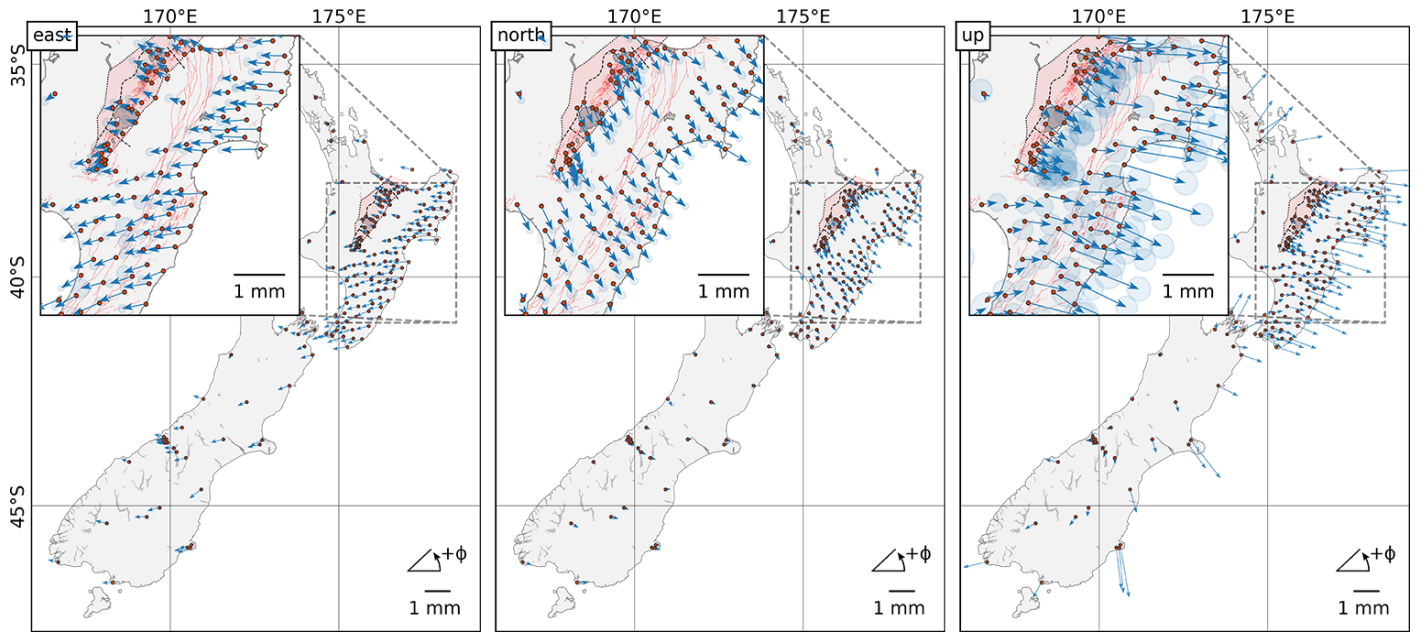 170°E 175°E 170°E 175°E 170°E 175°E
east north up
35°S
40°S
45°S
1 mm 1 mm 1 mm
+ϕ +ϕ +ϕ
1 mm 1 mm 1 mm